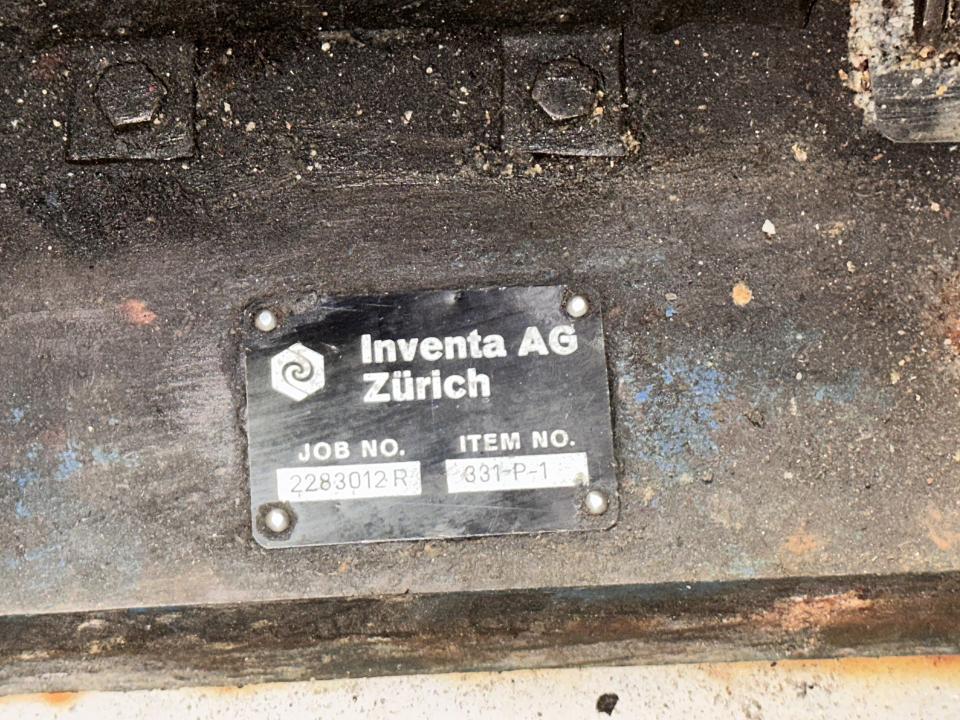 Inventa AG
Zürich
JOB NO. ITEM NO.
2283012 R 331-P-1